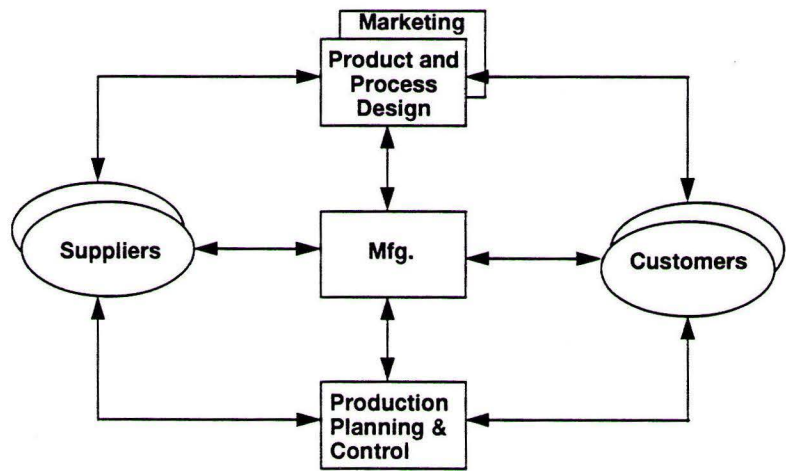 Marketing
Product and
Process
Design
Suppliers
Mfg.
Customers
Production
Planning &
Control